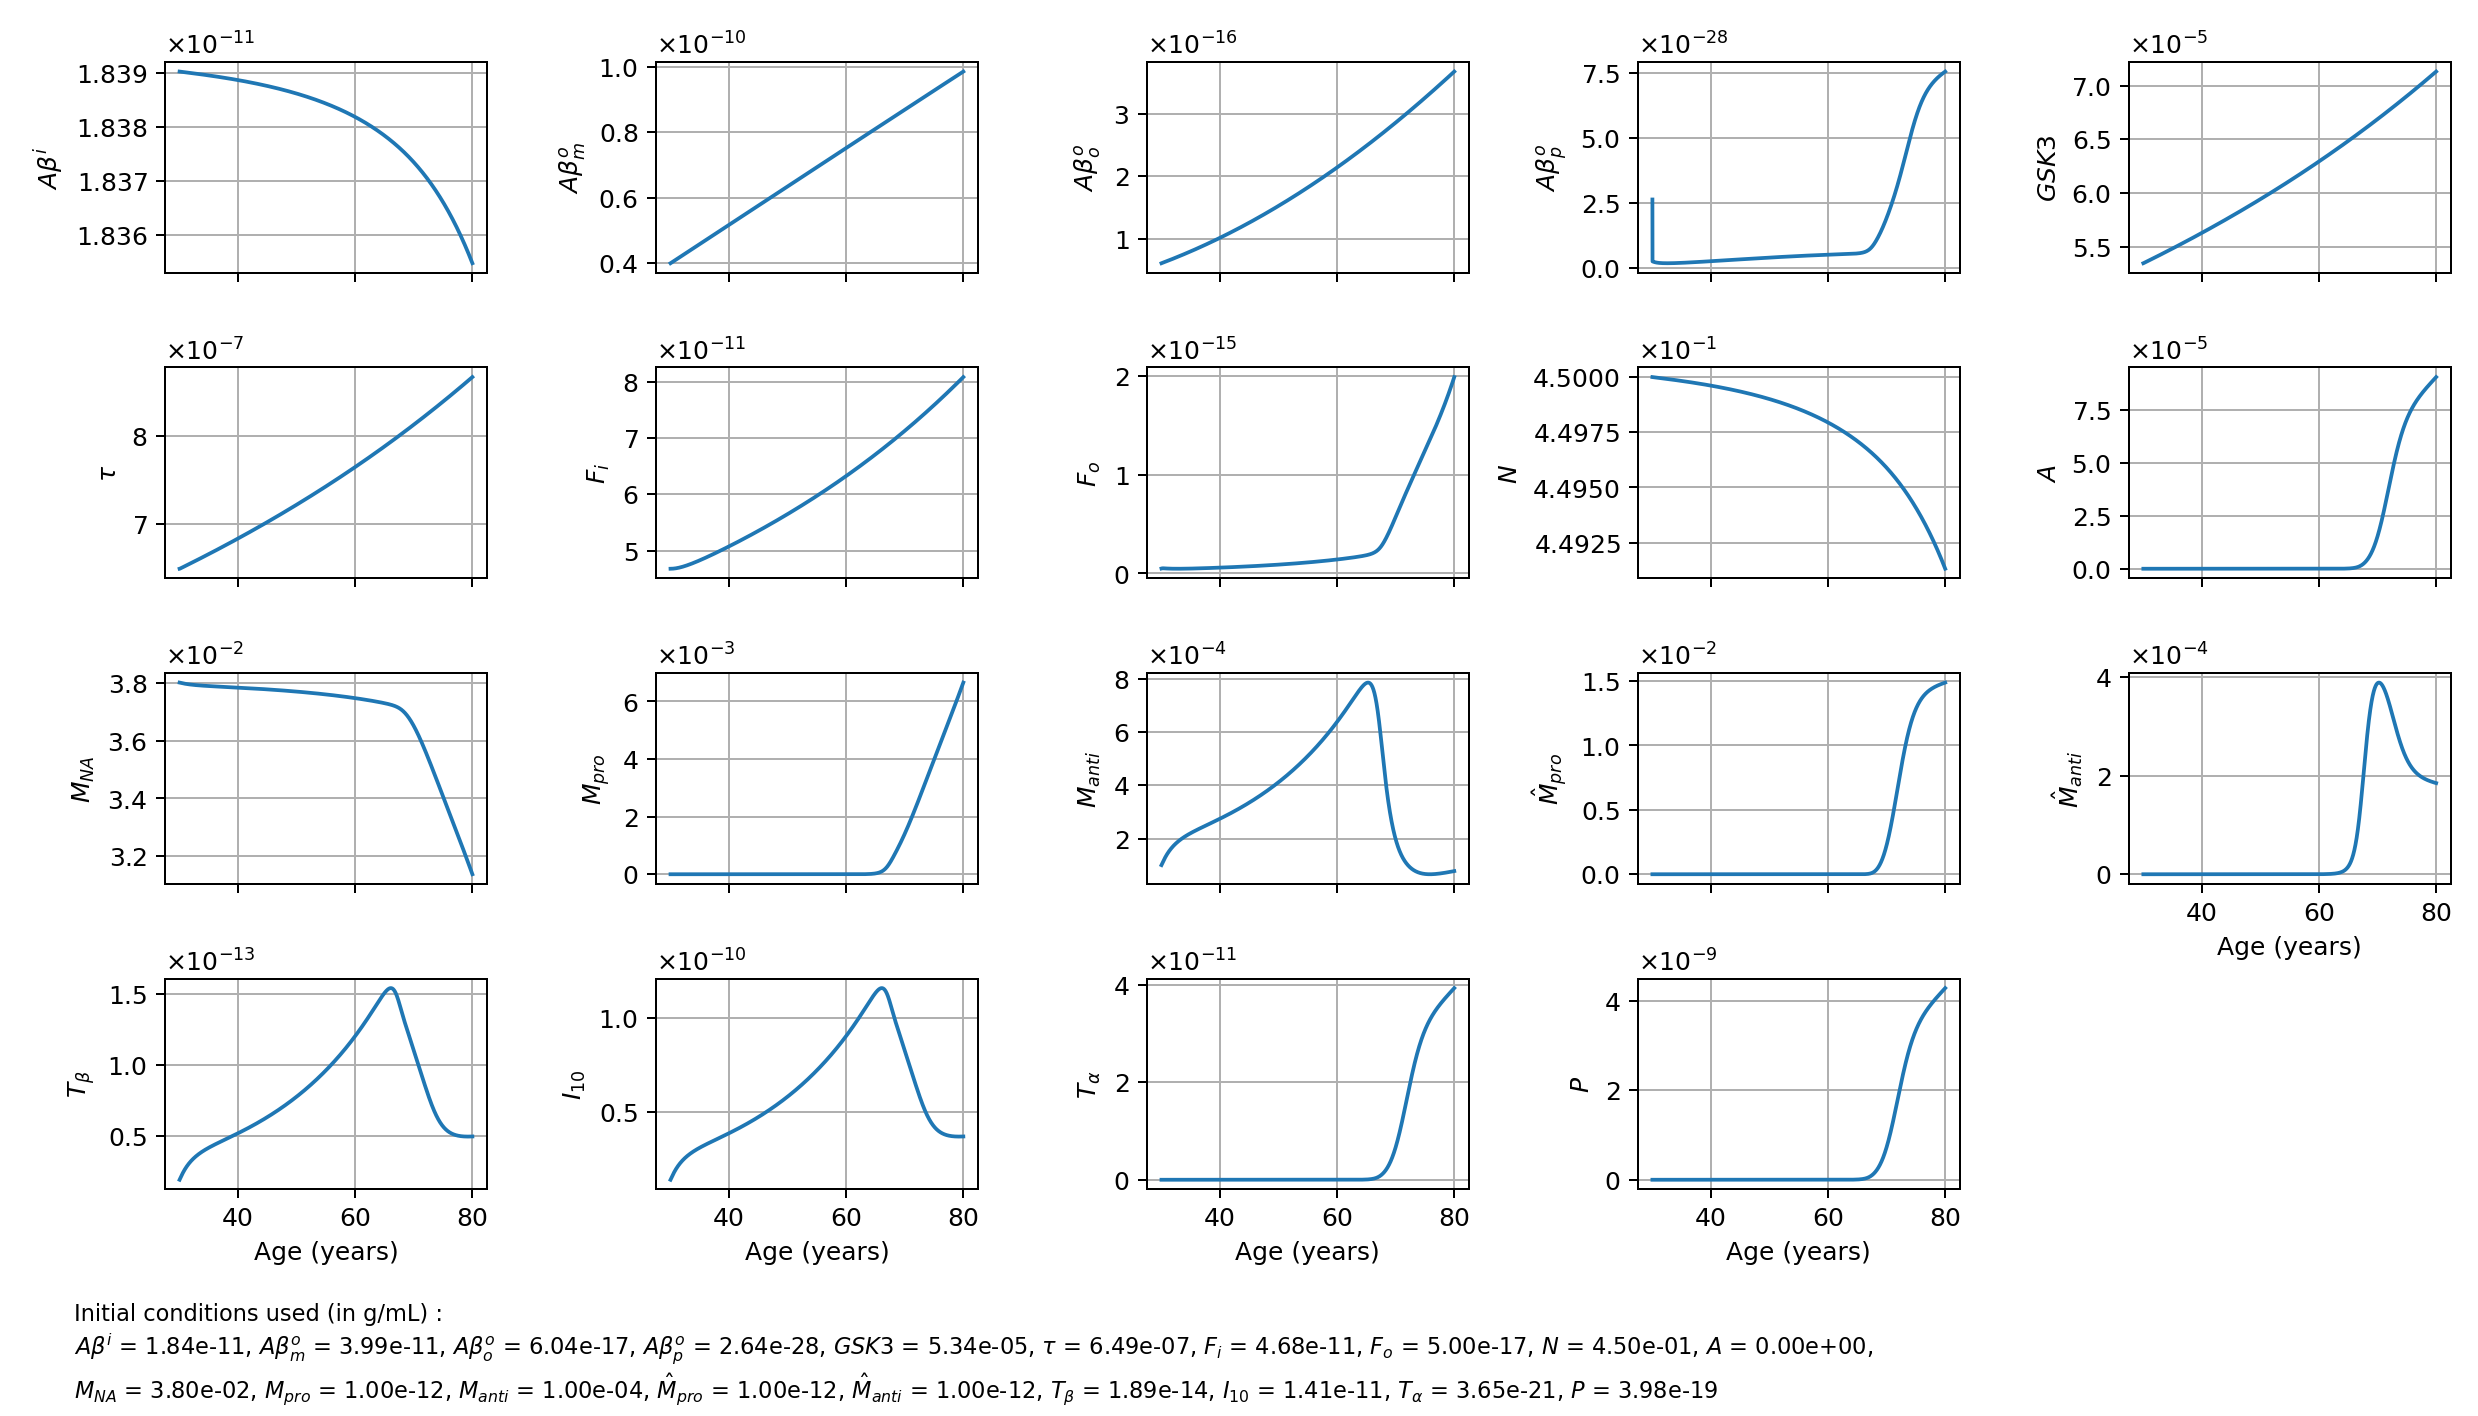 ×10⁻¹¹ ×10⁻¹⁰ ×10⁻¹⁶ ×10⁻²⁸ ×10⁻⁵
Aβⁱ 1.839 1.838 1.837 1.836
Aβₘᵒ 1.0 0.8 0.6 0.4
Aβₒᵒ 3 2 1
Aβₚᵒ 7.5 5.0 2.5 0.0
GSK3 7.0 6.5 6.0 5.5
×10⁻⁷ ×10⁻¹¹ ×10⁻¹⁵ ×10⁻¹ ×10⁻⁵
τ 8 7
Fᵢ 8 7 6 5
Fₒ 2 1 0
N 4.5000 4.4975 4.4950 4.4925
A 7.5 5.0 2.5 0.0
×10⁻² ×10⁻³ ×10⁻⁴ ×10⁻² ×10⁻⁴
M_NA 3.8 3.6 3.4 3.2
M_pro 6 4 2 0
M_anti 8 6 4 2
M̂_pro 1.5 1.0 0.5 0.0
M̂_anti 4 2 0
40 60 80
Age (years)
×10⁻¹³ ×10⁻¹⁰ ×10⁻¹¹ ×10⁻⁹
T_β 1.5 1.0 0.5
I₁₀ 1.0 0.5
T_α 4 2 0
P 4 2 0
40 60 80 40 60 80 40 60 80 40 60 80
Age (years) Age (years) Age (years) Age (years)
Initial conditions used (in g/mL) :
Aβⁱ = 1.84e-11, Aβₘᵒ = 3.99e-11, Aβₒᵒ = 6.04e-17, Aβₚᵒ = 2.64e-28, GSK3 = 5.34e-05, τ = 6.49e-07, Fᵢ = 4.68e-11, Fₒ = 5.00e-17, N = 4.50e-01, A = 0.00e+00,
M_NA = 3.80e-02, M_pro = 1.00e-12, M_anti = 1.00e-04, M̂_pro = 1.00e-12, M̂_anti = 1.00e-12, T_β = 1.89e-14, I₁₀ = 1.41e-11, T_α = 3.65e-21, P = 3.98e-19